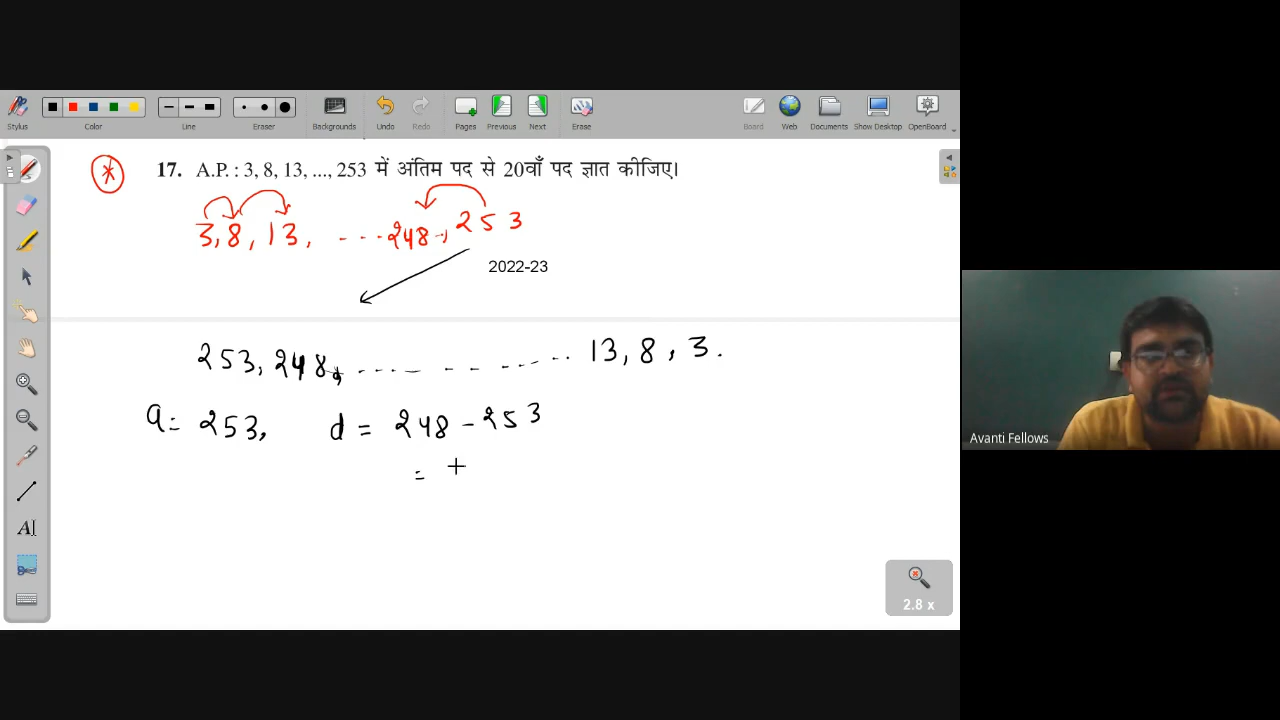 Stylus Color Line Eraser Backgrounds Undo Redo Pages Previous Next Erase Board Web Documents Show Desktop OpenBoard
17. A.P. : 3, 8, 13, ..., 253 में अंतिम पद से 20वाँ पद ज्ञात कीजिए।
3, 8, 13, ---- 248, 253
2022-23
253, 248, ............... 13, 8, 3.
a = 253, d = 248 - 253
=
Avanti Fellows
2.8 x